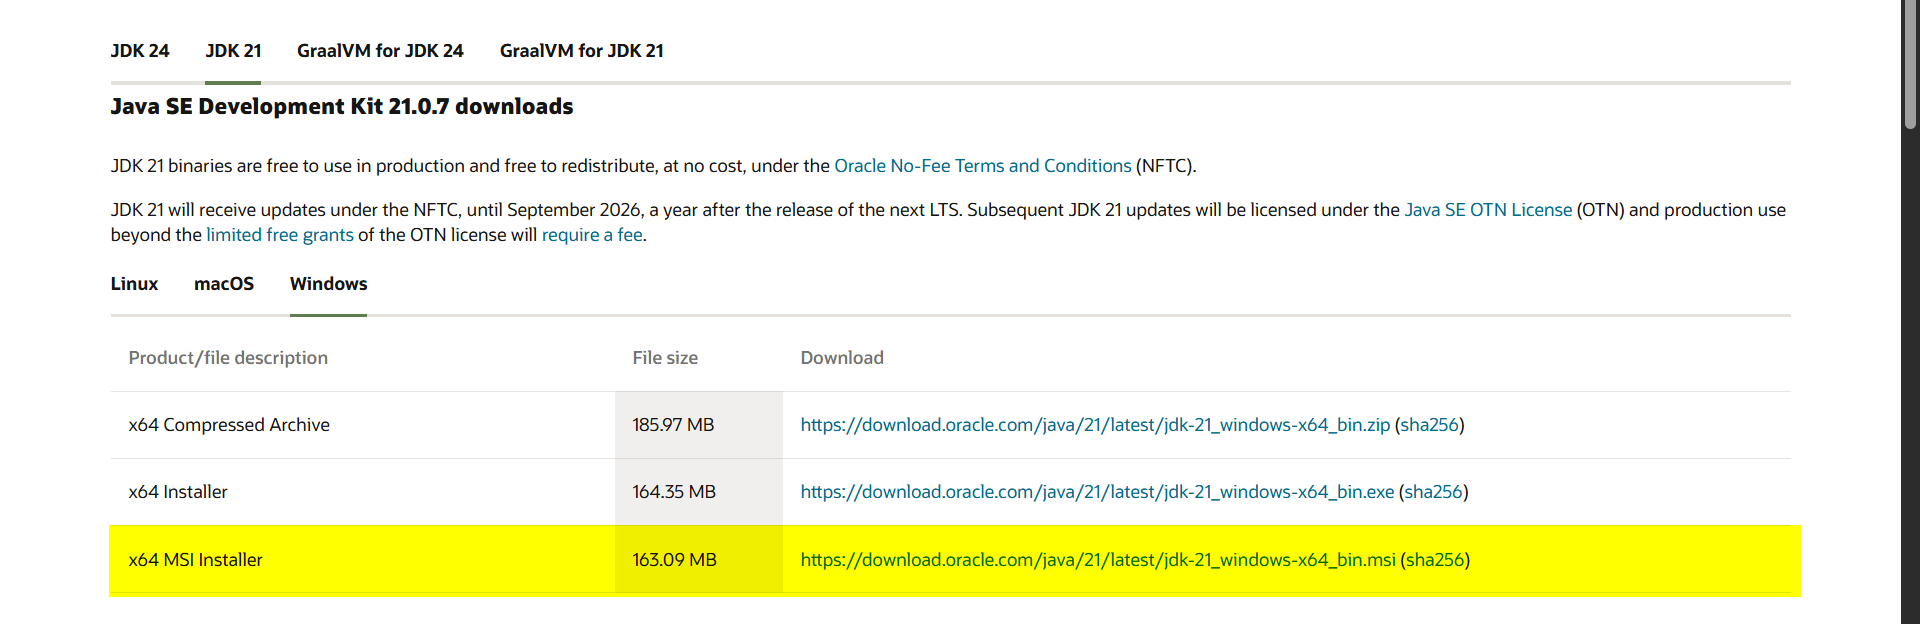 JDK 24 JDK 21 GraalVM for JDK 24 GraalVM for JDK 21
Java SE Development Kit 21.0.7 downloads
JDK 21 binaries are free to use in production and free to redistribute, at no cost, under the Oracle No-Fee Terms and Conditions (NFTC).
JDK 21 will receive updates under the NFTC, until September 2026, a year after the release of the next LTS. Subsequent JDK 21 updates will be licensed under the Java SE OTN License (OTN) and production use
beyond the limited free grants of the OTN license will require a fee.
Linux macOS Windows
Product/file description File size Download
x64 Compressed Archive 185.97 MB https://download.oracle.com/java/21/latest/jdk-21_windows-x64_bin.zip (sha256)
x64 Installer 164.35 MB https://download.oracle.com/java/21/latest/jdk-21_windows-x64_bin.exe (sha256)
x64 MSI Installer 163.09 MB https://download.oracle.com/java/21/latest/jdk-21_windows-x64_bin.msi (sha256)